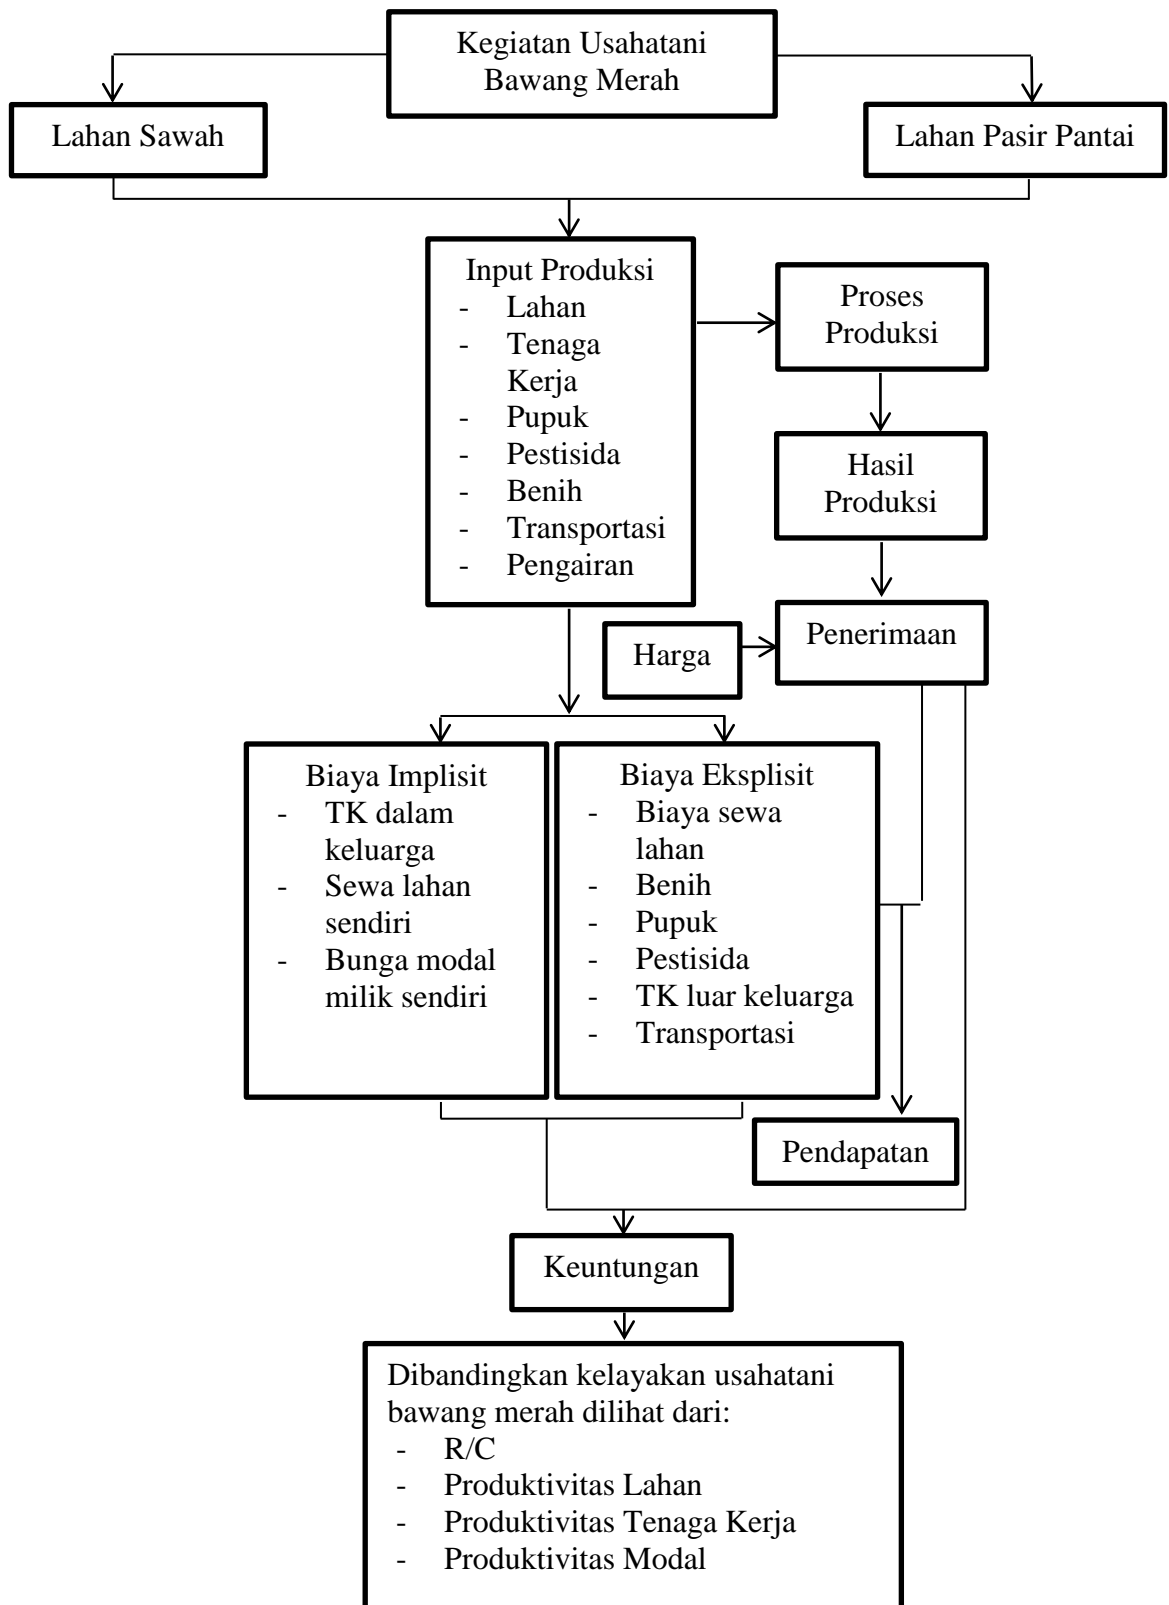 Kegiatan Usahatani
Bawang Merah
Lahan Sawah
Lahan Pasir Pantai
Input Produksi
- Lahan
- Tenaga
Kerja
- Pupuk
- Pestisida
- Benih
- Transportasi
- Pengairan
Proses
Produksi
Hasil
Produksi
Harga
Penerimaan
Biaya Implisit
- TK dalam
keluarga
- Sewa lahan
sendiri
- Bunga modal
milik sendiri
Biaya Eksplisit
- Biaya sewa
lahan
- Benih
- Pupuk
- Pestisida
- TK luar keluarga
- Transportasi
Pendapatan
Keuntungan
Dibandingkan kelayakan usahatani
bawang merah dilihat dari:
- R/C
- Produktivitas Lahan
- Produktivitas Tenaga Kerja
- Produktivitas Modal